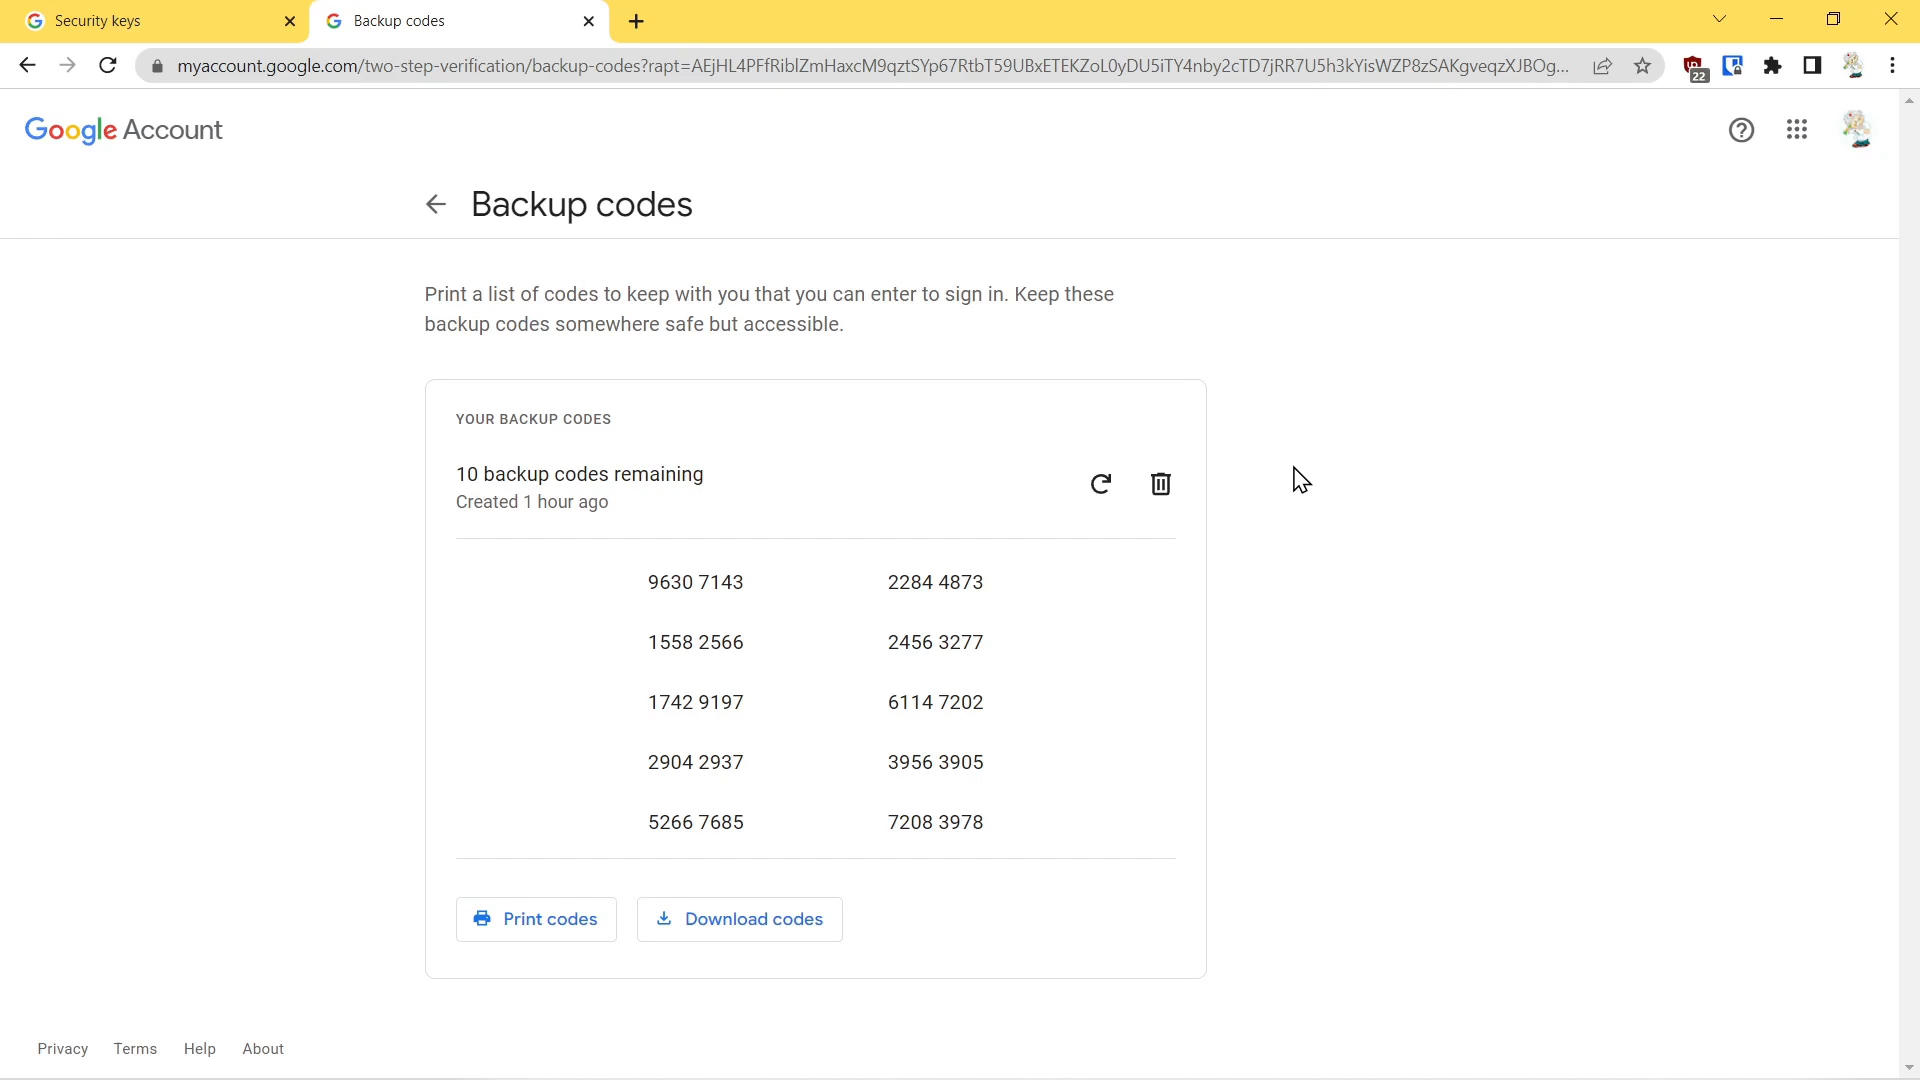 Security keys
Backup codes
myaccount.google.com/two-step-verification/backup-codes?rapt=AEjHL4PFfRiblZmHaxcM9qztSYp67RtbT59UBxETEKZoL0yDU5iTY4nby2cTD7jRR7U5h3kYisWZP8zSAKgveqzXJBOg...
22
Google Account
Backup codes
Print a list of codes to keep with you that you can enter to sign in. Keep these
backup codes somewhere safe but accessible.
YOUR BACKUP CODES
10 backup codes remaining
Created 1 hour ago
9630 7143 2284 4873
1558 2566 2456 3277
1742 9197 6114 7202
2904 2937 3956 3905
5266 7685 7208 3978
Print codes Download codes
Privacy Terms Help About